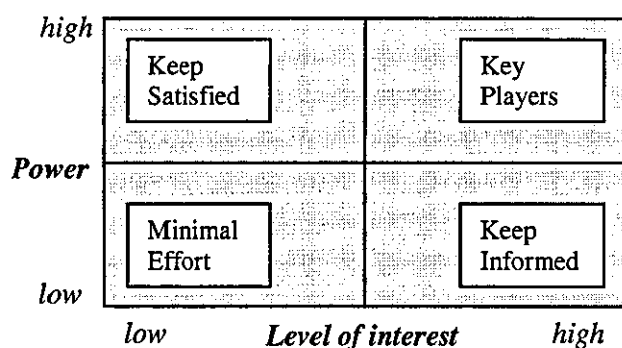 high
Keep
Satisfied
Key
Players
Power
Minimal
Effort
Keep
Informed
low
low Level of interest high